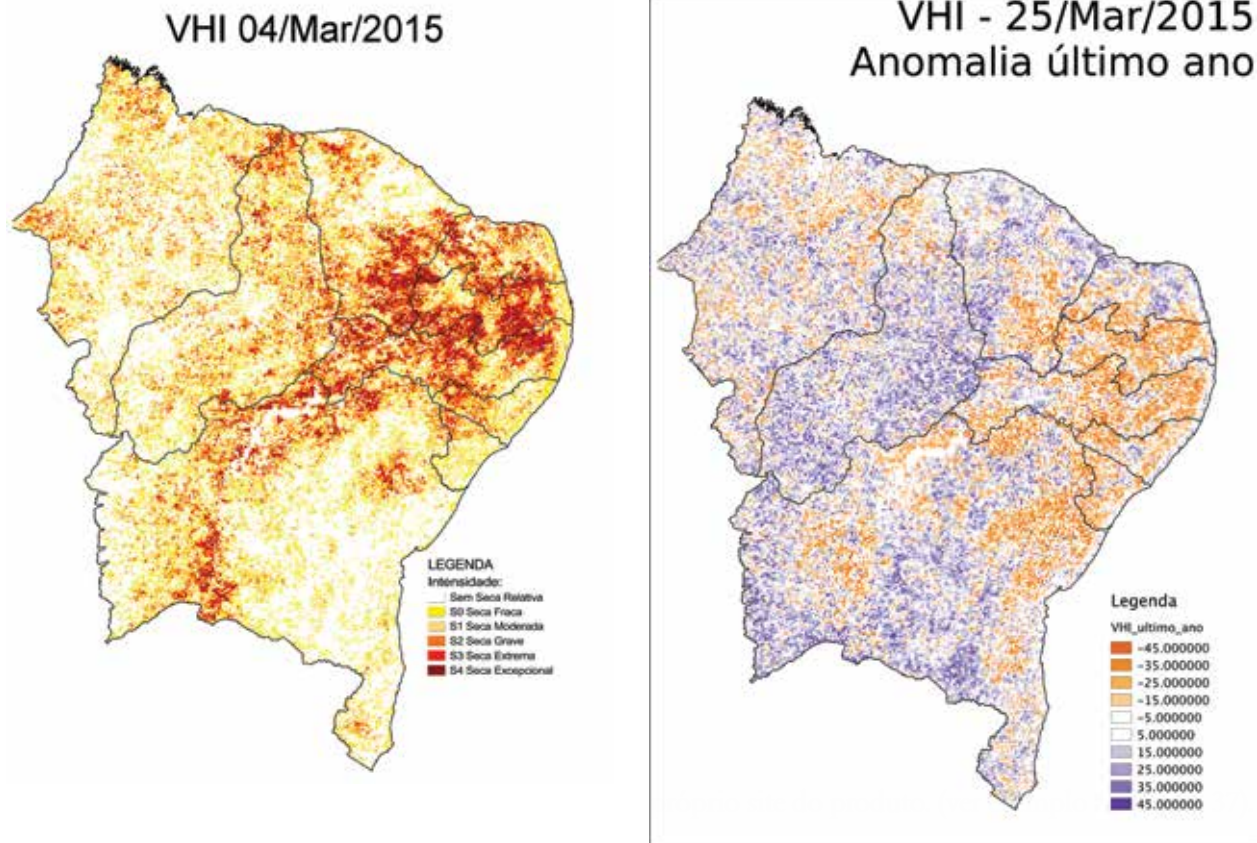 VHI 04/Mar/2015
LEGENDA
Intensidade:
Sem Seca Relativa
S0 Seca Fraca
S1 Seca Moderada
S2 Seca Grave
S3 Seca Extrema
S4 Seca Excepcional
VHI - 25/Mar/2015
Anomalia último ano
Legenda
VHI_ultimo_ano
-45.000000
-35.000000
-25.000000
-15.000000
-5.000000
5.000000
15.000000
25.000000
35.000000
45.000000